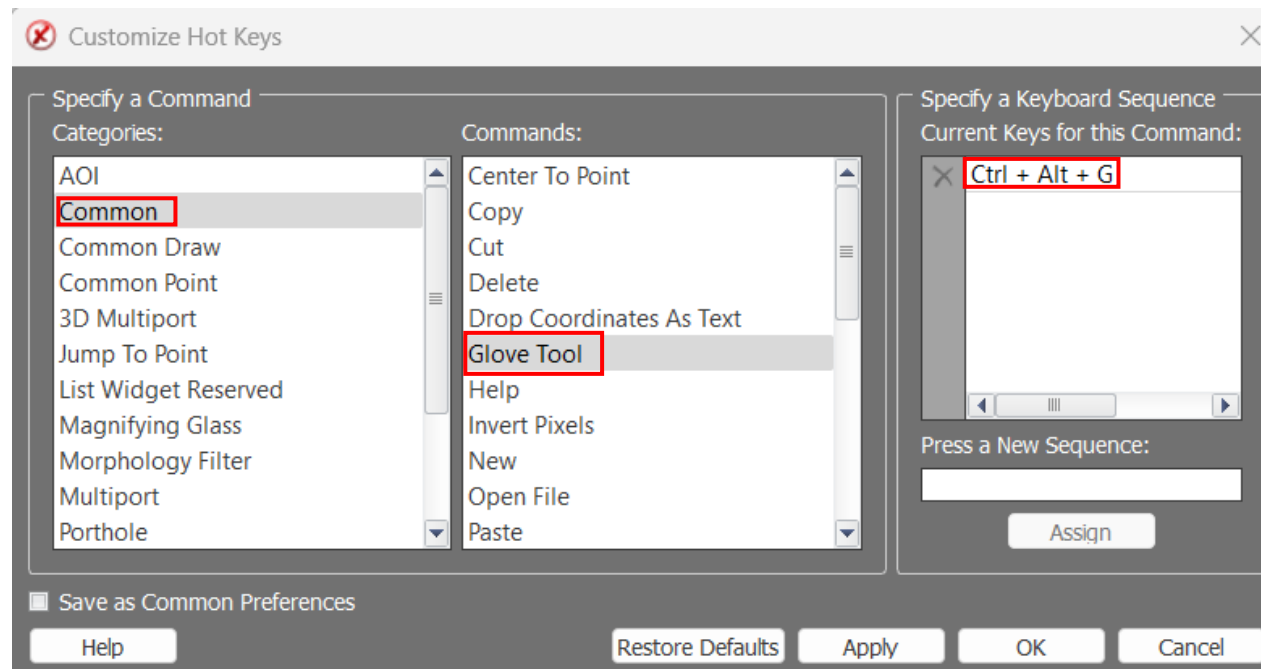 Customize Hot Keys
Specify a Command
Categories:
AOI
Common
Common Draw
Common Point
3D Multiport
Jump To Point
List Widget Reserved
Magnifying Glass
Morphology Filter
Multiport
Porthole
Commands:
Center To Point
Copy
Cut
Delete
Drop Coordinates As Text
Glove Tool
Help
Invert Pixels
New
Open File
Paste
Specify a Keyboard Sequence
Current Keys for this Command:
Ctrl + Alt + G
Press a New Sequence:
Assign
Save as Common Preferences
Help
Restore Defaults
Apply
OK
Cancel